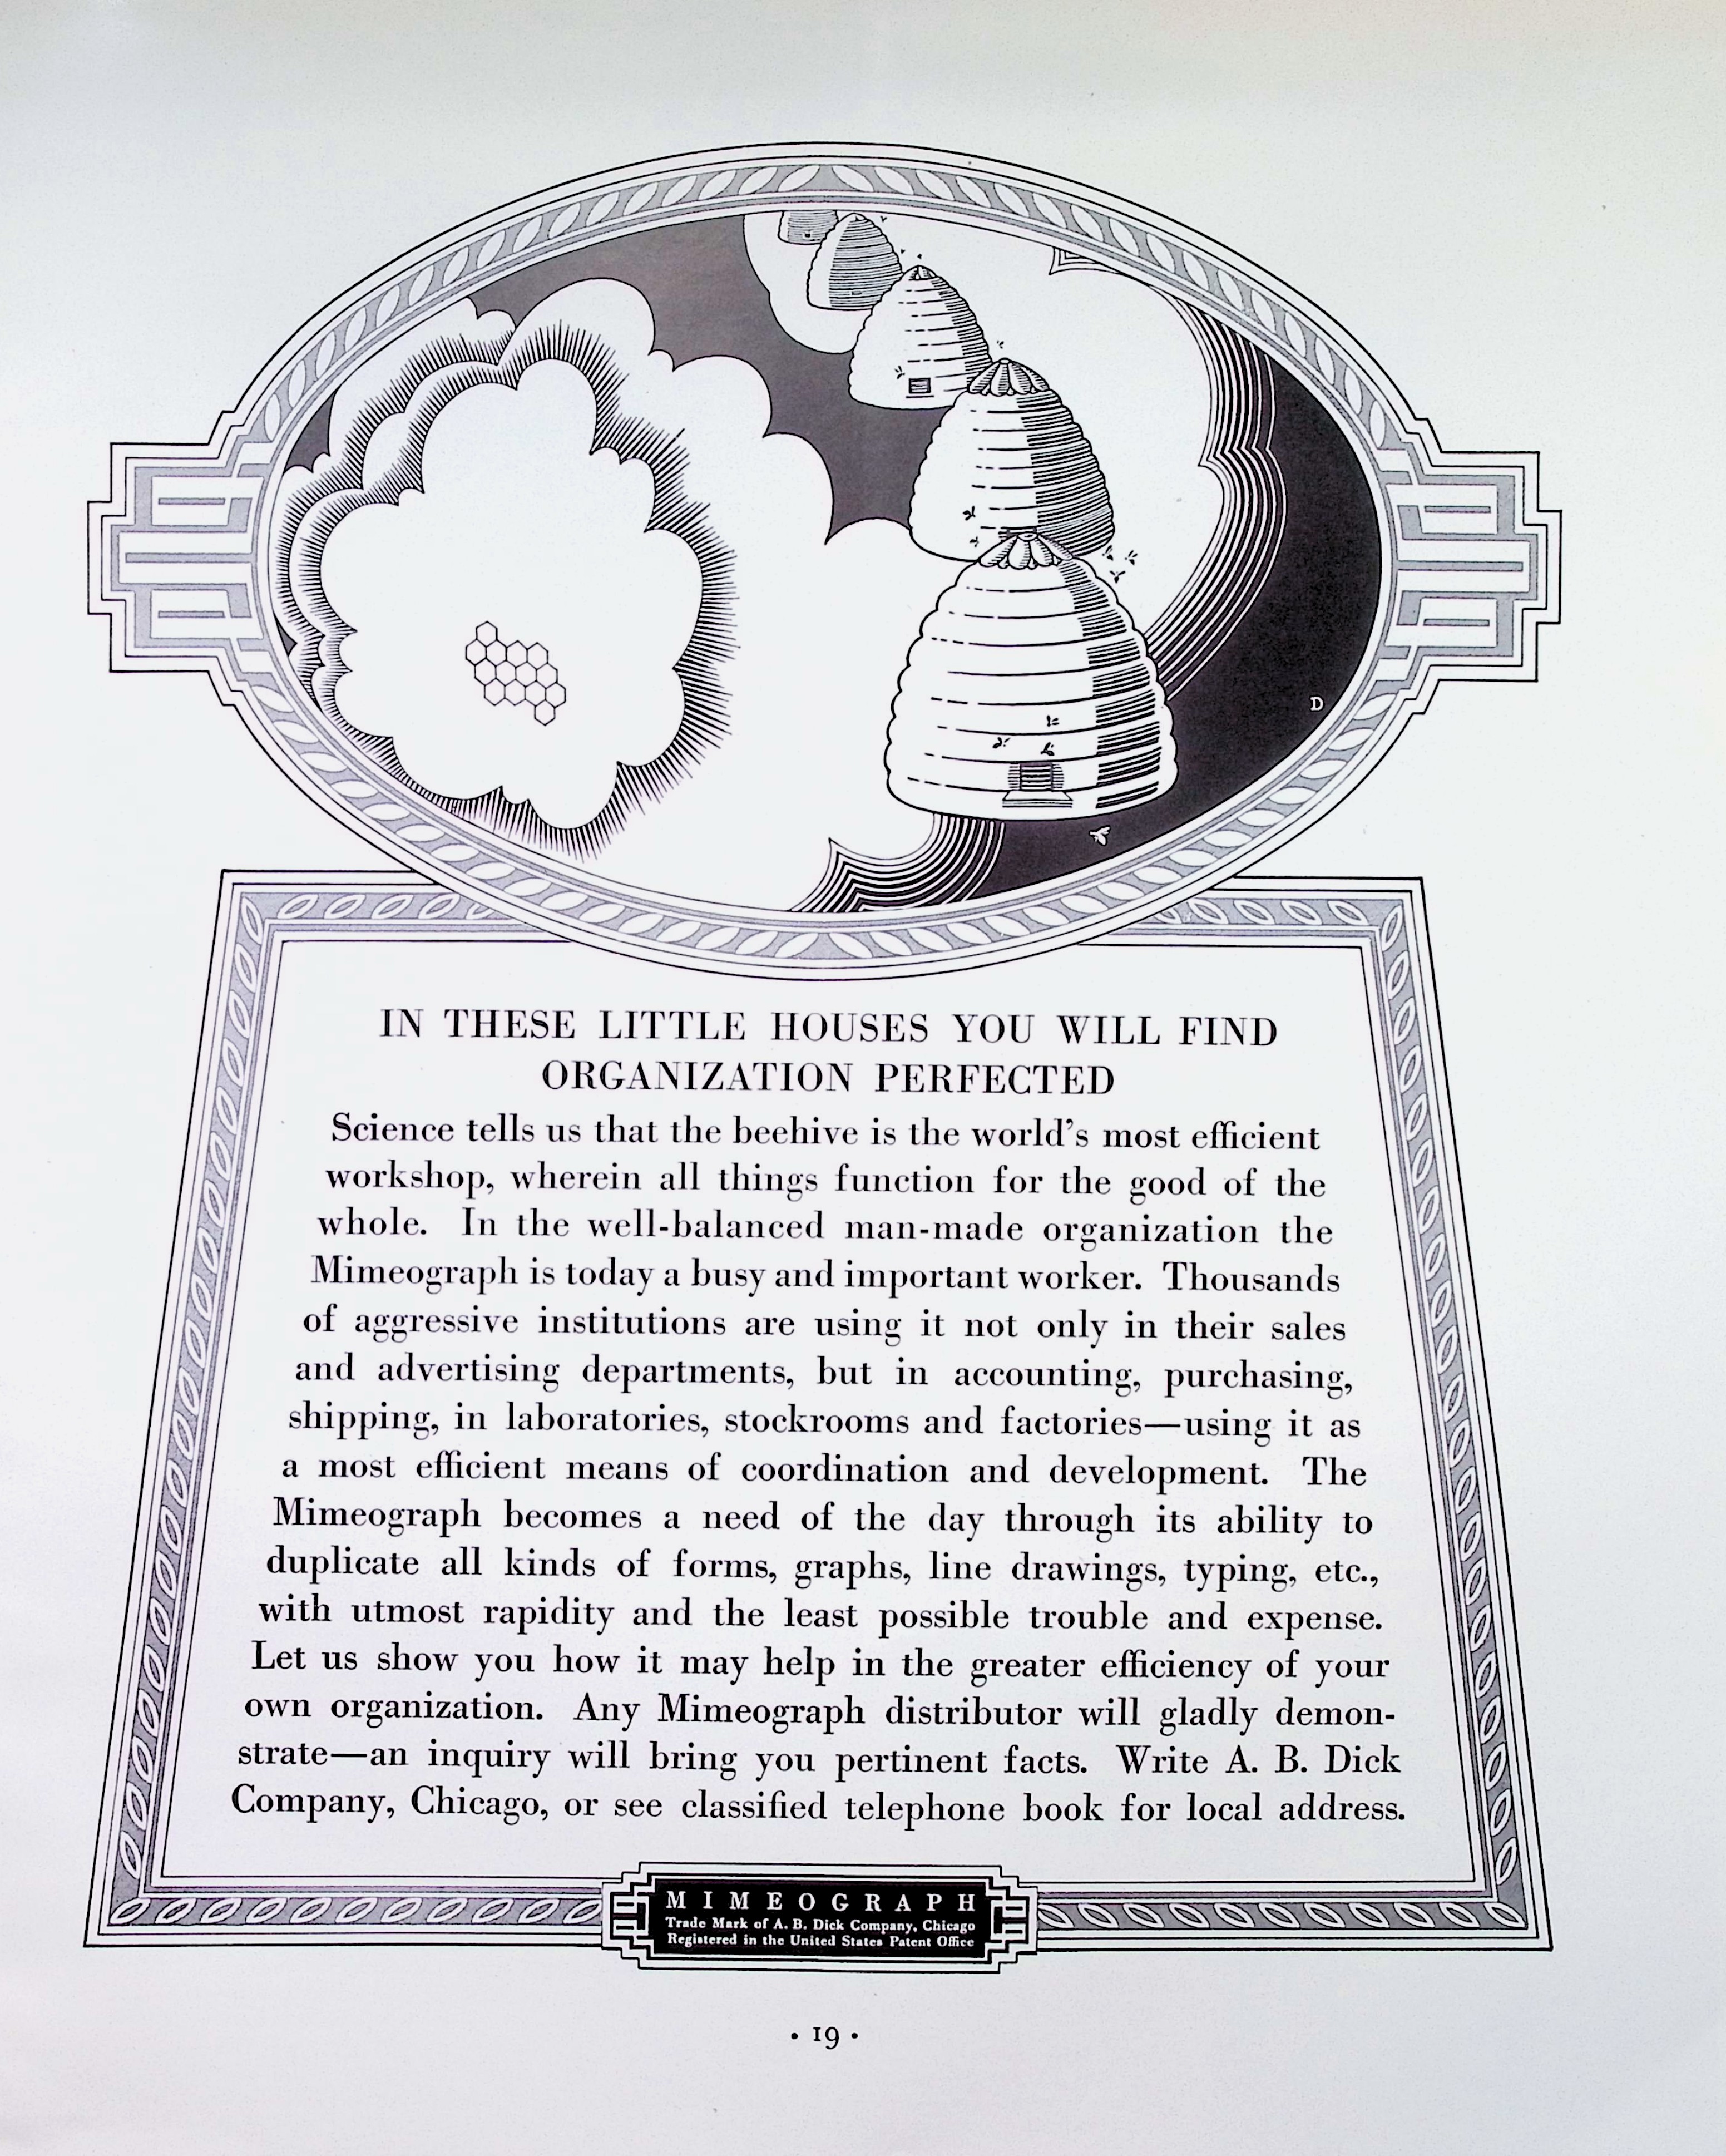 D
IN THESE LITTLE HOUSES YOU WILL FIND
ORGANIZATION PERFECTED
Science tells us that the beehive is the world's most efficient
workshop, wherein all things function for the good of the
whole. In the well-balanced man-made organization the
Mimeograph is today a busy and important worker. Thousands
of aggressive institutions are using it not only in their sales
and advertising departments, but in accounting, purchasing,
shipping, in laboratories, stockrooms and factories—using it as
a most efficient means of coordination and development. The
Mimeograph becomes a need of the day through its ability to
duplicate all kinds of forms, graphs, line drawings, typing, etc.,
with utmost rapidity and the least possible trouble and expense.
Let us show you how it may help in the greater efficiency of your
own organization. Any Mimeograph distributor will gladly demon-
strate—an inquiry will bring you pertinent facts. Write A. B. Dick
Company, Chicago, or see classified telephone book for local address.
MIMEOGRAPH
Trade Mark of A. B. Dick Company, Chicago
Registered in the United States Patent Office
• 19 •